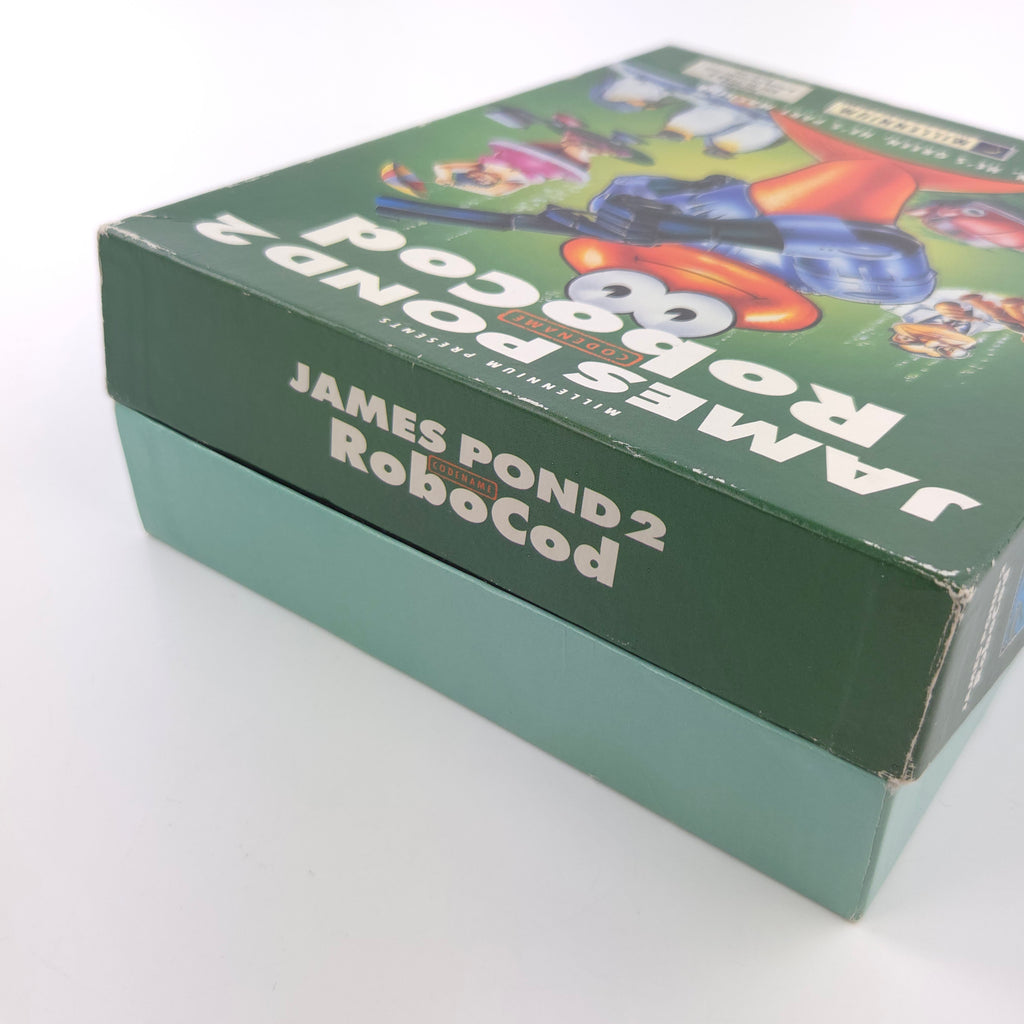 MILLENNIUM
MILLENNIUM PRESENTS
JAMES POND 2
CODENAME
RoboCod
JAMES POND 2
CODENAME
RoboCod